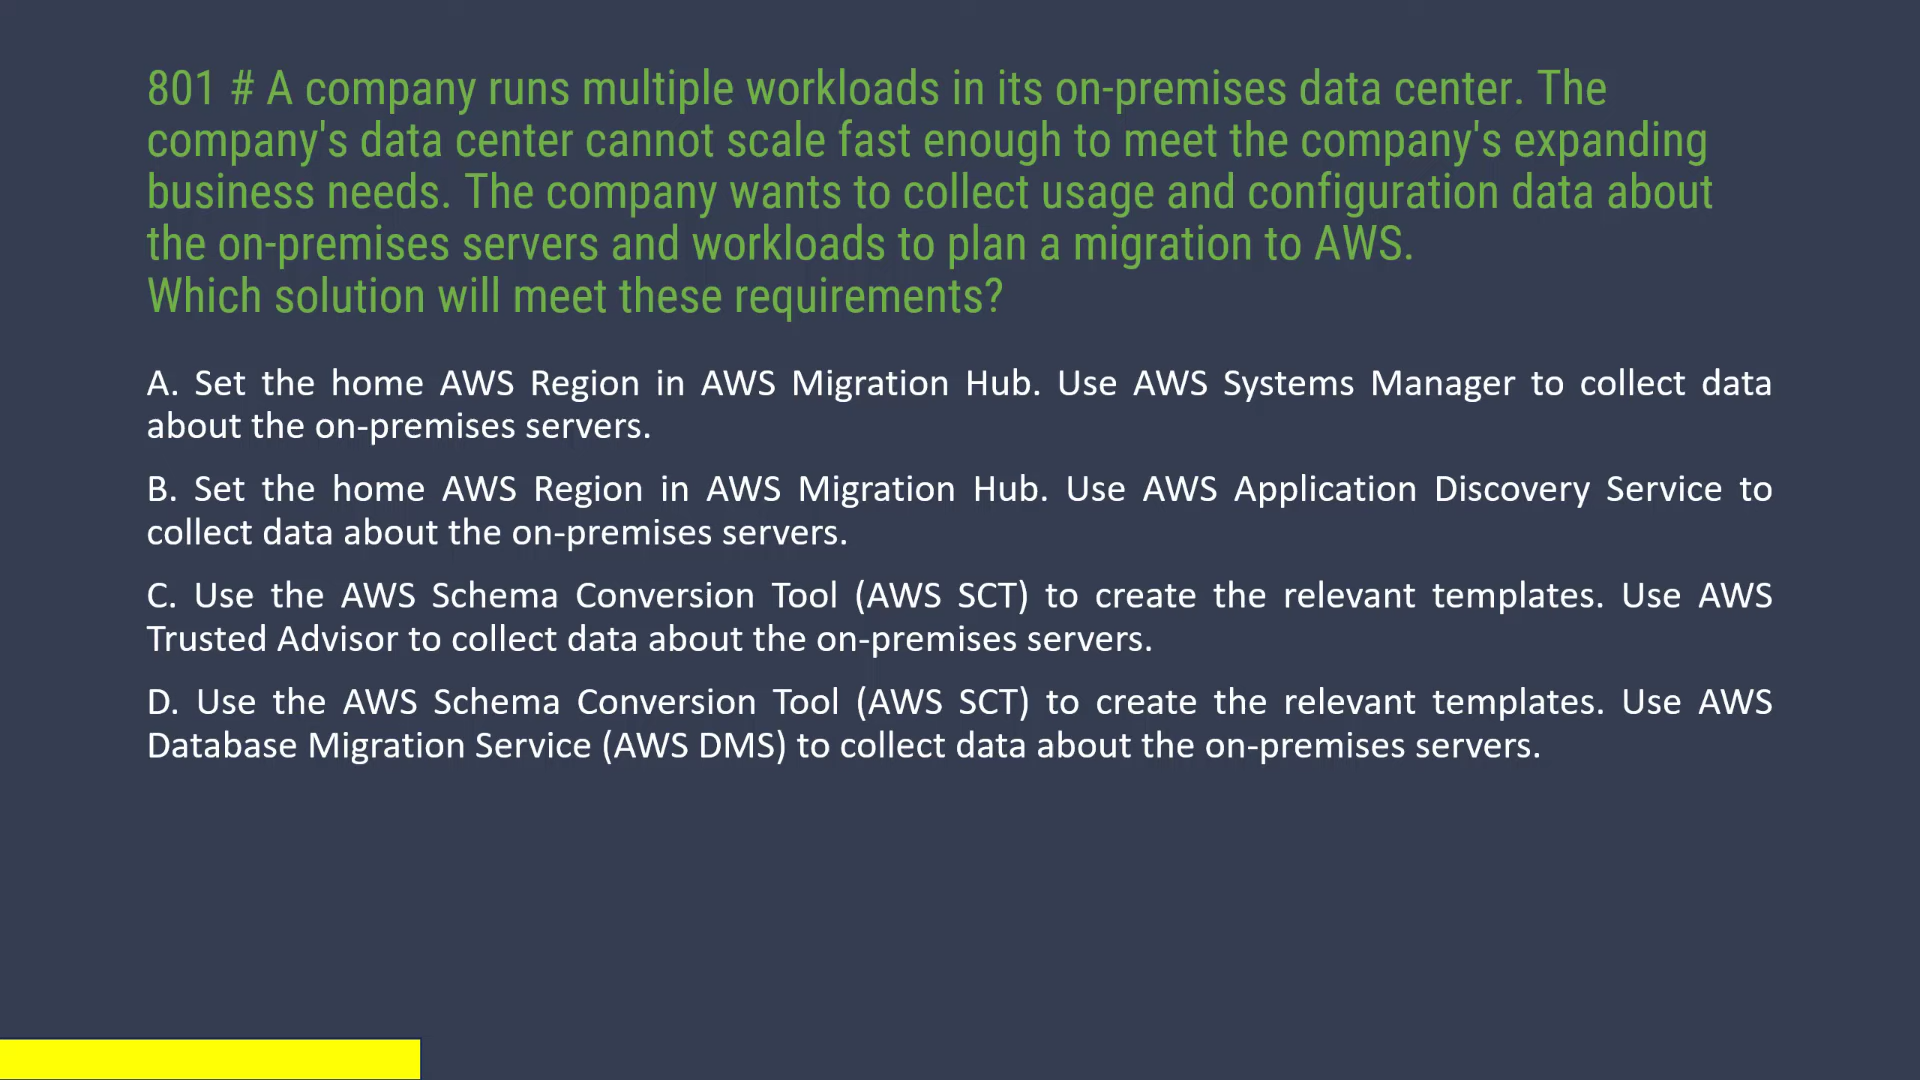 801 # A company runs multiple workloads in its on-premises data center. The
company's data center cannot scale fast enough to meet the company's expanding
business needs. The company wants to collect usage and configuration data about
the on-premises servers and workloads to plan a migration to AWS.
Which solution will meet these requirements?
A. Set the home AWS Region in AWS Migration Hub. Use AWS Systems Manager to collect data
about the on-premises servers.
B. Set the home AWS Region in AWS Migration Hub. Use AWS Application Discovery Service to
collect data about the on-premises servers.
C. Use the AWS Schema Conversion Tool (AWS SCT) to create the relevant templates. Use AWS
Trusted Advisor to collect data about the on-premises servers.
D. Use the AWS Schema Conversion Tool (AWS SCT) to create the relevant templates. Use AWS
Database Migration Service (AWS DMS) to collect data about the on-premises servers.